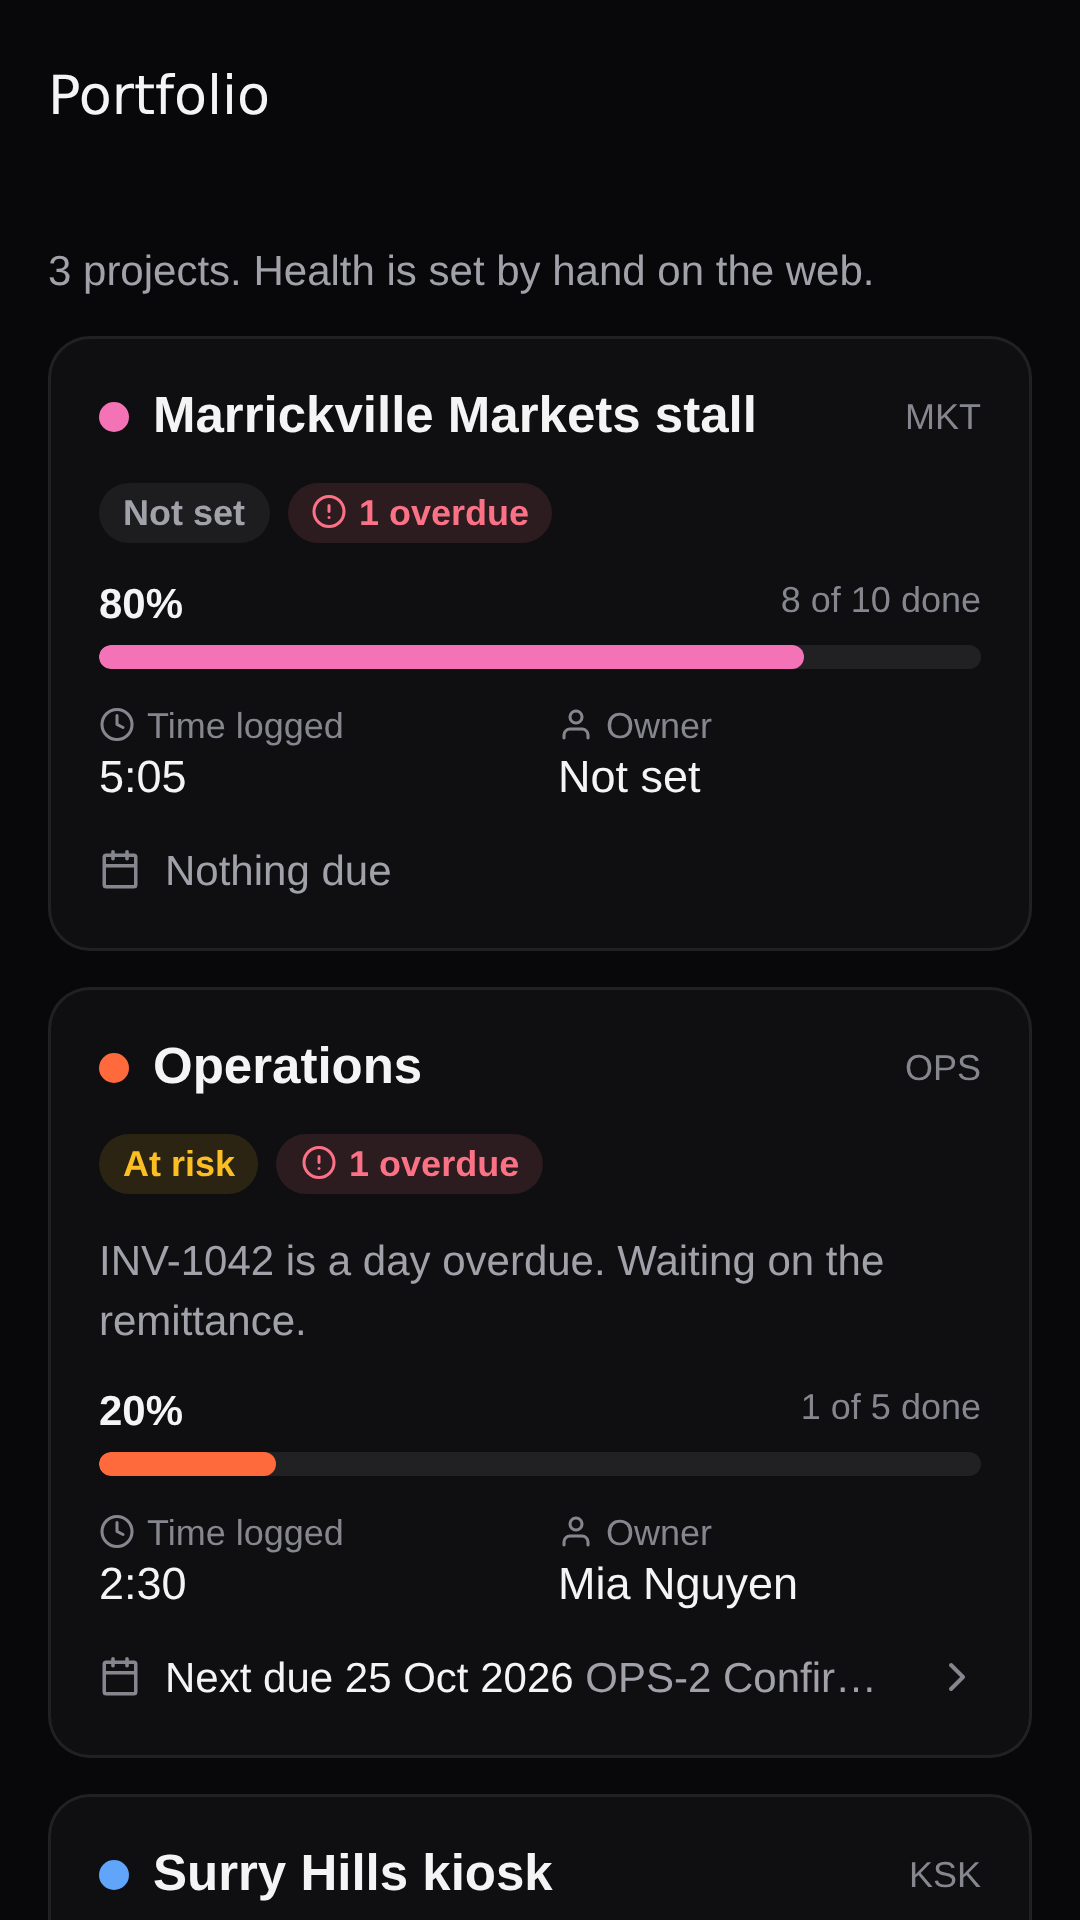 Portfolio
3 projects. Health is set by hand on the web.
Marrickville Markets stall MKT
Not set 1 overdue
80% 8 of 10 done
Time logged Owner
5:05 Not set
Nothing due
Operations OPS
At risk 1 overdue
INV-1042 is a day overdue. Waiting on the
remittance.
20% 1 of 5 done
Time logged Owner
2:30 Mia Nguyen
Next due 25 Oct 2026 OPS-2 Confir…
Surry Hills kiosk KSK